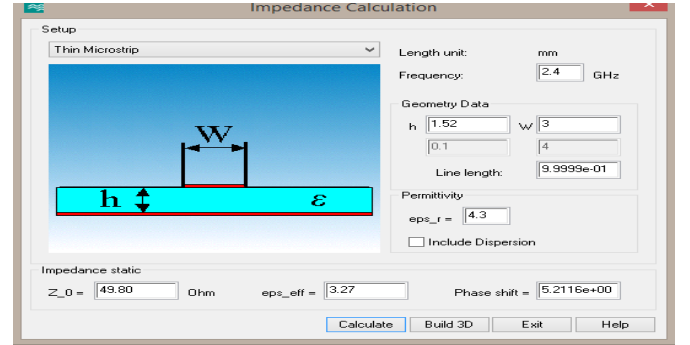 Impedance Calculation
Setup
Thin Microstrip
Length unit: mm
Frequency: 2.4 GHz
Geometry Data
h 1.52 W 3
0.1 4
Line length: 9.9999e-01
W
h ε
Permittivity
eps_r = 4.3
Include Dispersion
Impedance static
Z_0 = 49.80 Ohm eps_eff = 3.27 Phase shift = 5.2116e+00
Calculate Build 3D Exit Help